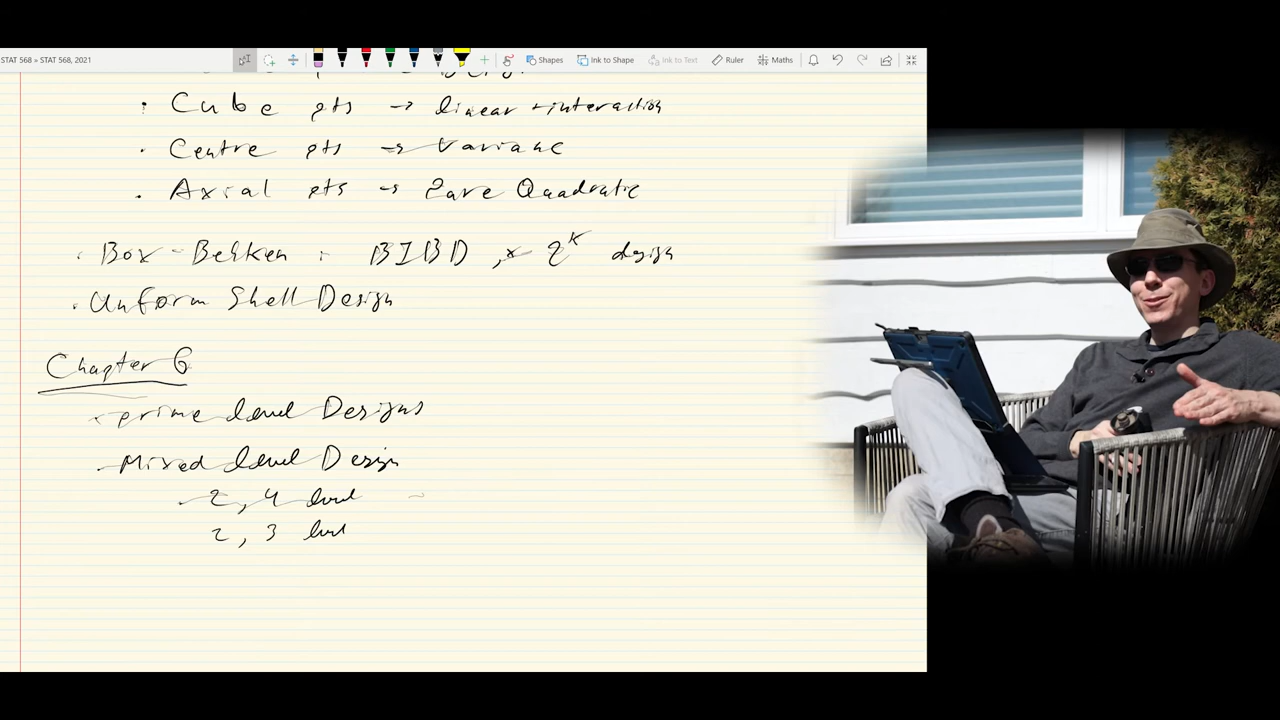 STAT 568 » STAT 568, 2021
Shapes Ink to Shape Ink to Text Ruler Maths
· Cube pts → linear + interaction
· Centre pts → Variance
· Axial pts → Pure Quadratic
· Box-Behken : BIBD, x 2^k design
· Uniform Shell Design
Chapter 6
· prime level Designs
· Mixed level Design
- 2, 4 level
2, 3 level